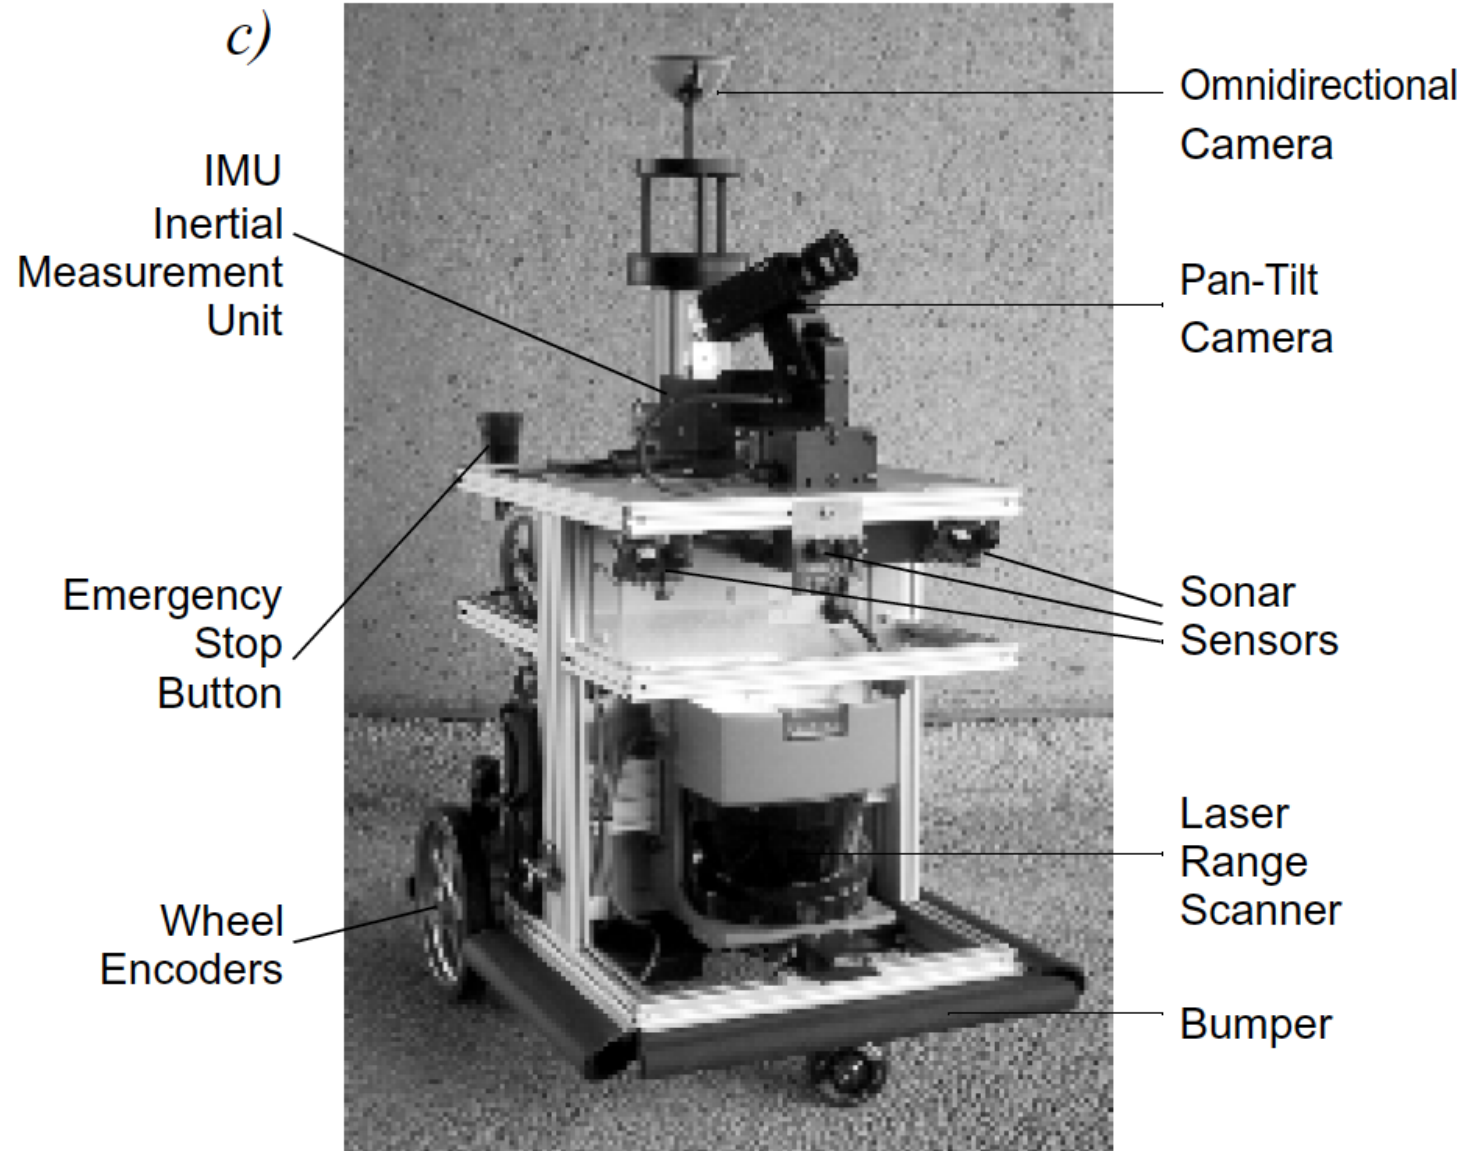 c)
IMU
Inertial
Measurement
Unit
Emergency
Stop
Button
Wheel
Encoders
Omnidirectional
Camera
Pan-Tilt
Camera
Sonar
Sensors
Laser
Range
Scanner
Bumper